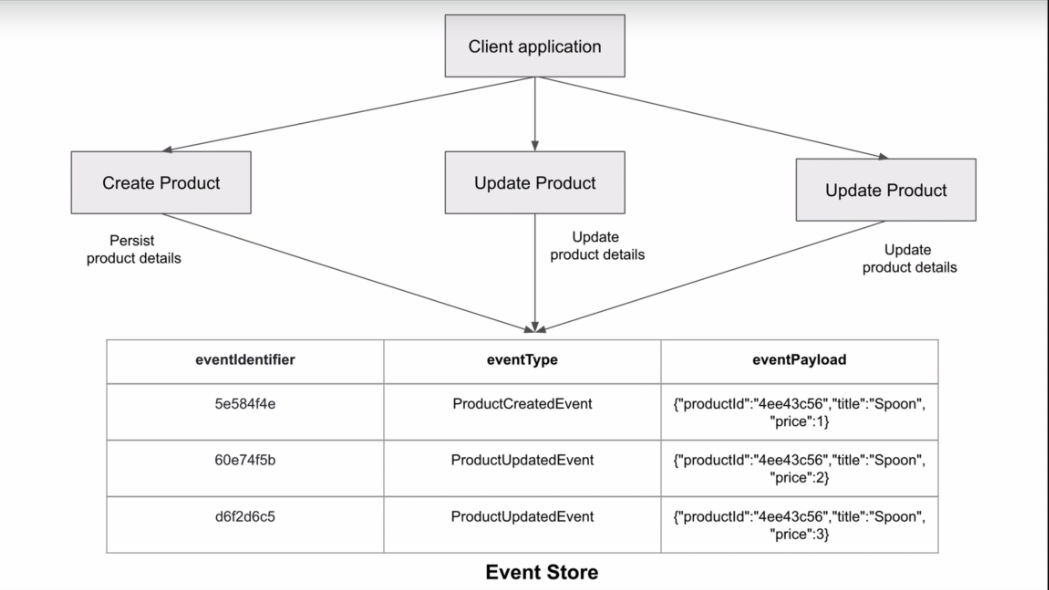 Client application
Create Product
Update Product
Update Product
Persist
product details
Update
product details
Update
product details
eventIdentifier
eventType
eventPayload
5e584f4e
ProductCreatedEvent
{"productId":"4ee43c56","title":"Spoon",
"price":1}
60e74f5b
ProductUpdatedEvent
{"productId":"4ee43c56","title":"Spoon",
"price":2}
d6f2d6c5
ProductUpdatedEvent
{"productId":"4ee43c56","title":"Spoon",
"price":3}
Event Store